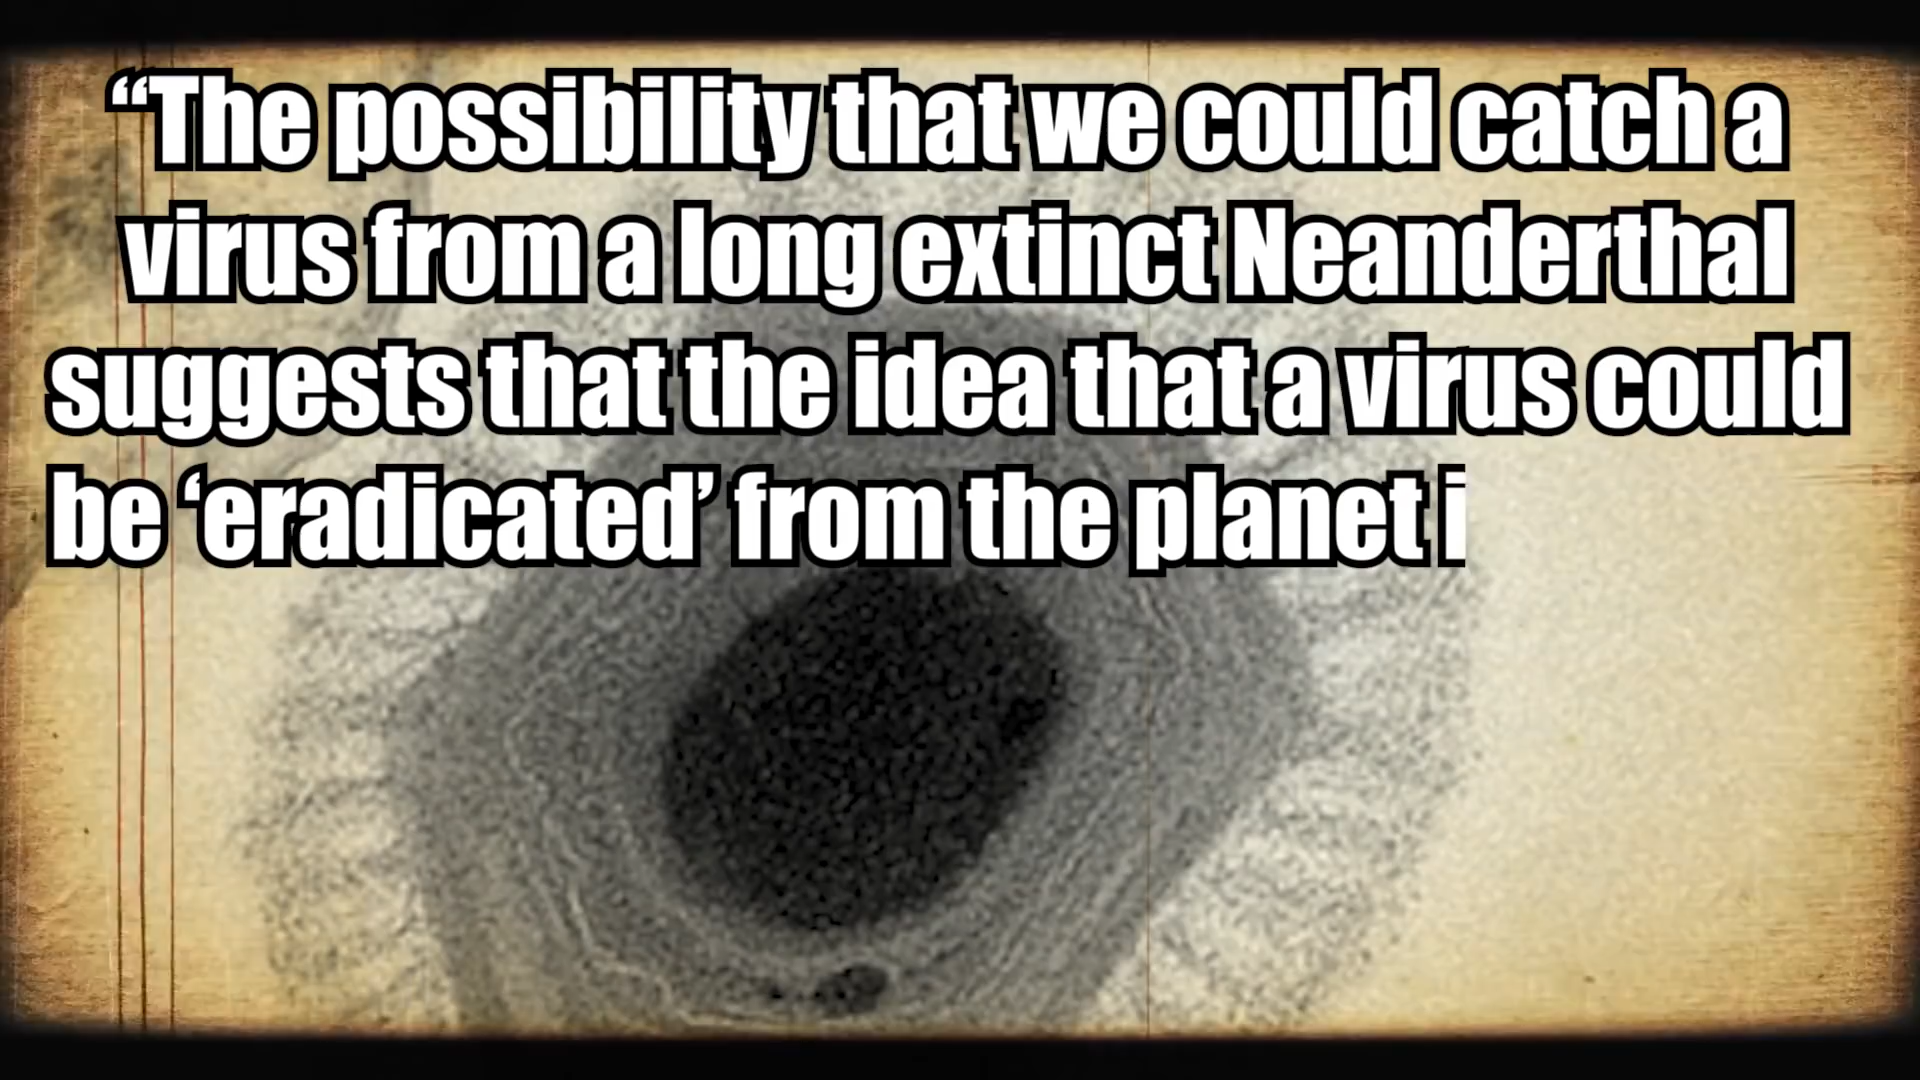 “The possibility that we could catch a
virus from a long extinct Neanderthal
suggests that the idea that a virus could
be ‘eradicated’ from the planet i